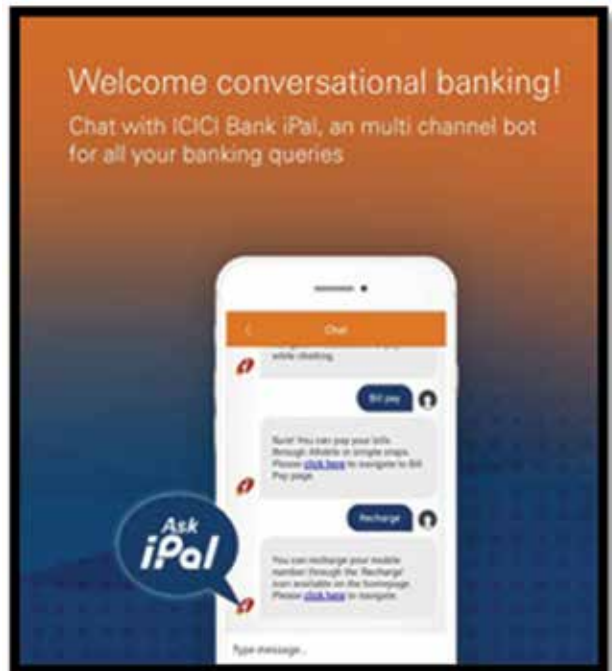 Welcome conversational banking!
Chat with ICICI Bank iPal, an multi channel bot
for all your banking queries
Chat
while chatting.
Bill pay
Sure! You can pay your bills
through iMobile in simple steps.
Please click here to navigate to Bill
Pay page.
Recharge
You can recharge your mobile
number through the 'Recharge'
icon available on the homepage.
Please click here to navigate.
Ask
iPal
Type message...